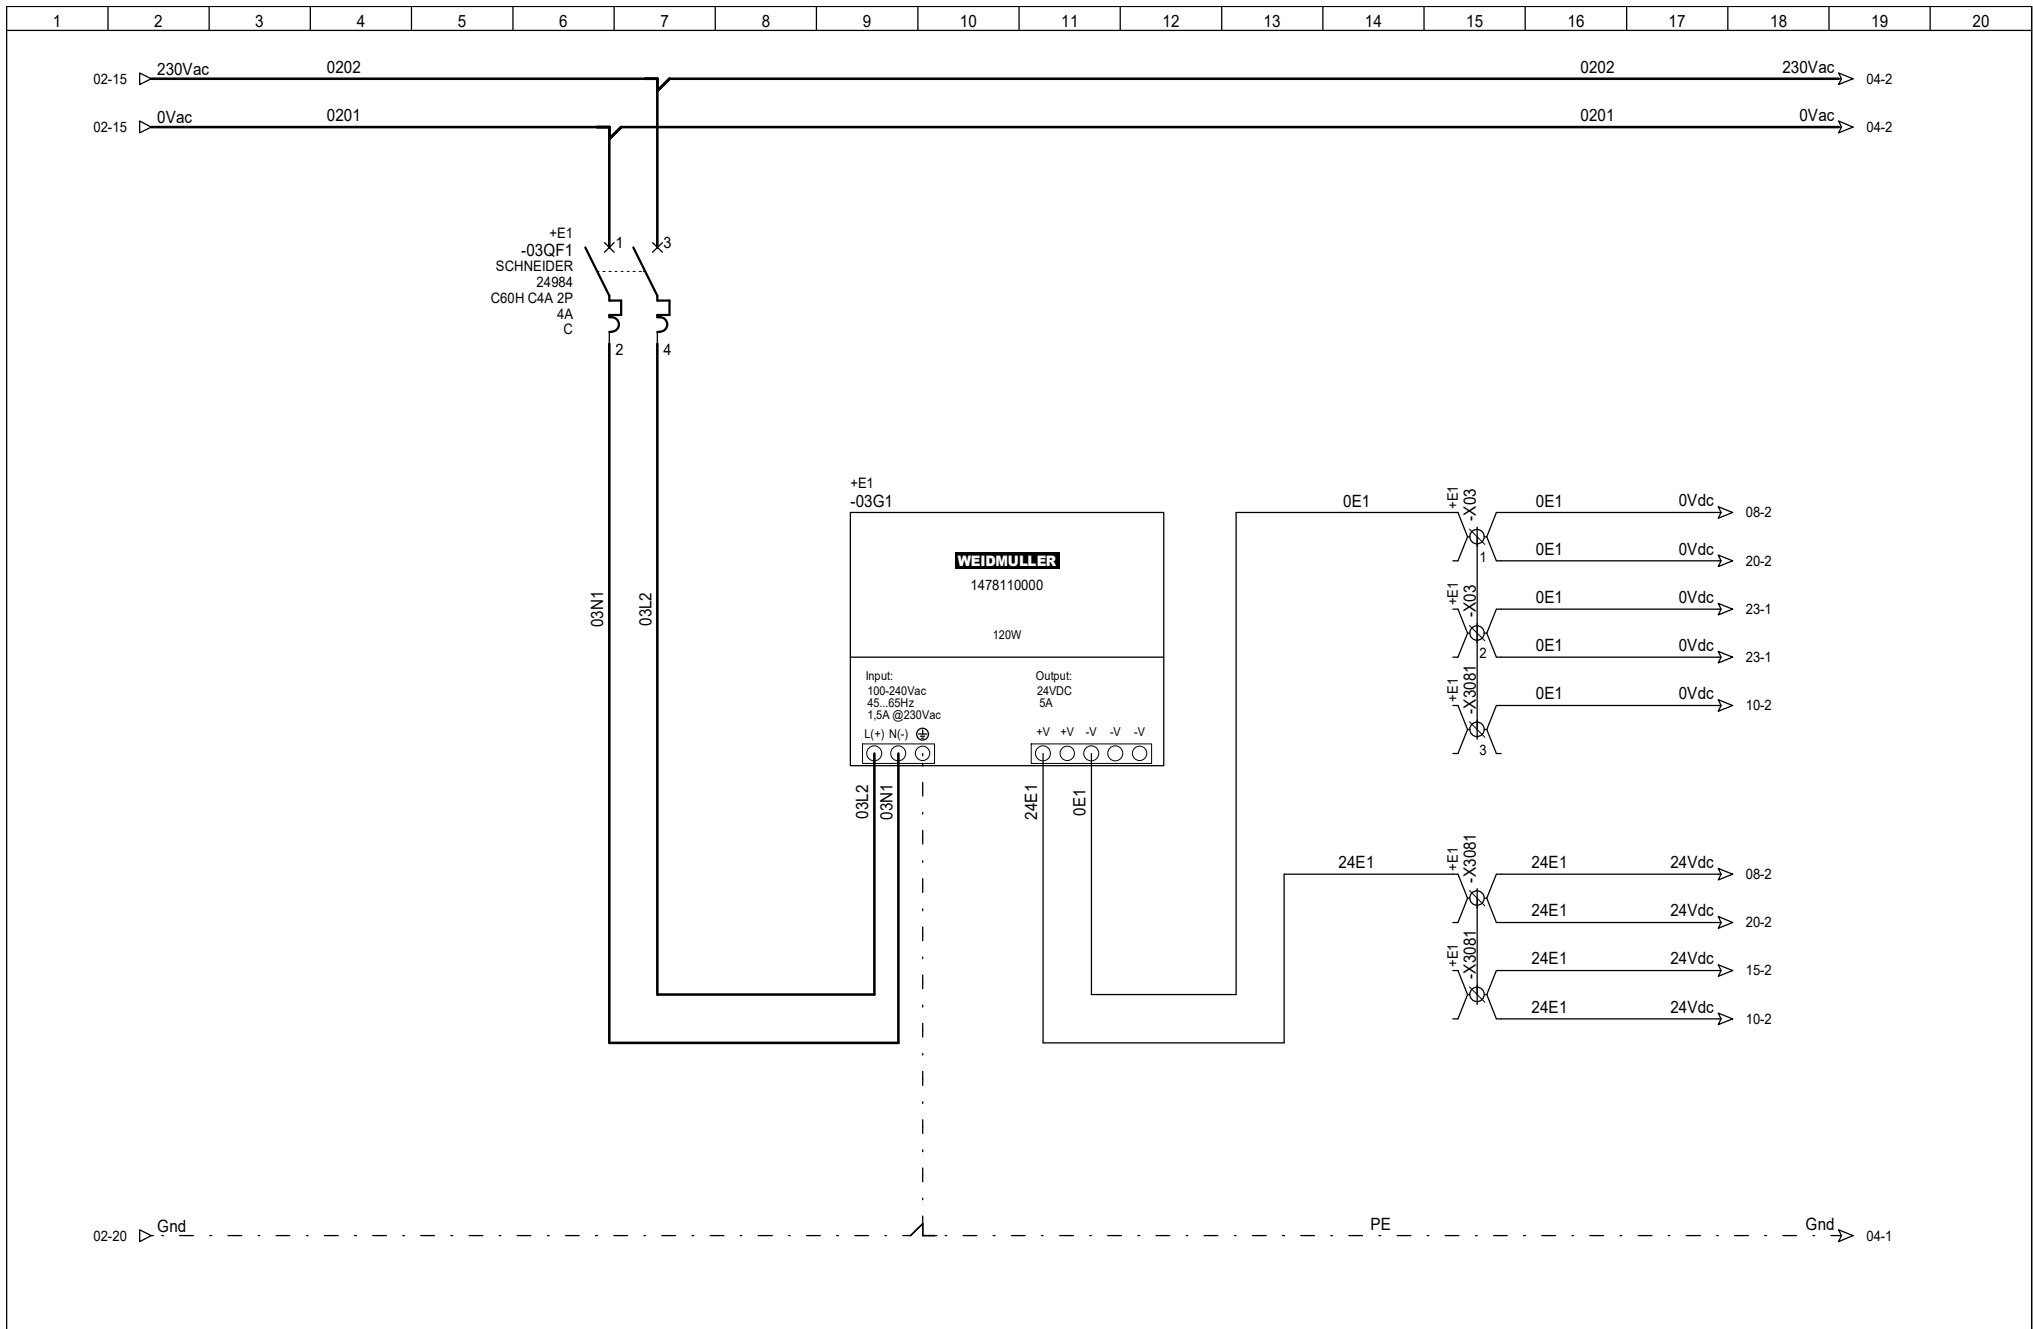 1 2 3 4 5 6 7 8 9 10 11 12 13 14 15 16 17 18 19 20
02-15 230Vac 0202 0202 230Vac 04-2
02-15 0Vac 0201 0201 0Vac 04-2
+E1
-03QF1
SCHNEIDER
24984
C60H C4A 2P
4A
C
1 3
2 4
03N1
03L2
+E1
-03G1
WEIDMULLER
1478110000
120W
Input:
100-240Vac
45...65Hz
1,5A @230Vac
L(+) N(-)
Output:
24VDC
5A
+V +V -V -V -V
03L2
03N1
24E1
0E1
0E1 +E1 -X03 0E1 0Vdc 08-2
1 0E1 0Vdc 20-2
+E1 -X03 0E1 0Vdc 23-1
2 0E1 0Vdc 23-1
+E1 -X3081 0E1 0Vdc 10-2
3
24E1 +E1 -X3081 24E1 24Vdc 08-2
24E1 24Vdc 20-2
+E1 -X3081 24E1 24Vdc 15-2
24E1 24Vdc 10-2
02-20 Gnd PE Gnd 04-1